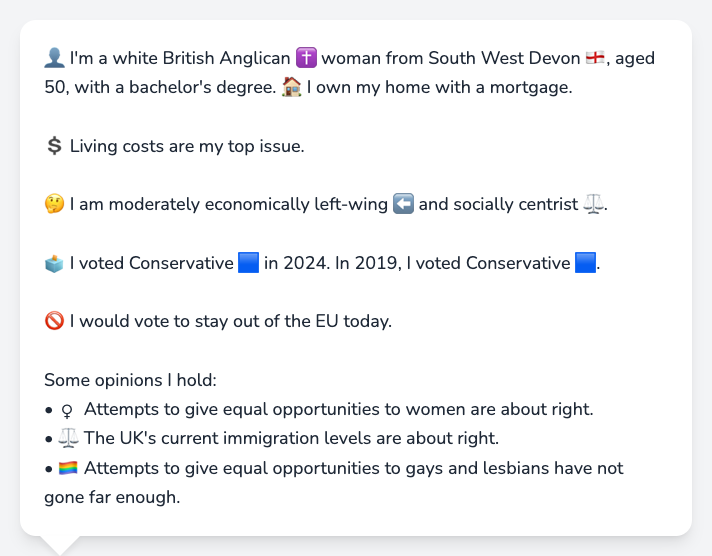 👤 I'm a white British Anglican ✝️ woman from South West Devon 🏴󠁧󠁢󠁥󠁮󠁧󠁿, aged
50, with a bachelor's degree. 🏠 I own my home with a mortgage.
💲 Living costs are my top issue.
🤔 I am moderately economically left-wing ⬅️ and socially centrist ⚖️.
🗳️ I voted Conservative 🟦 in 2024. In 2019, I voted Conservative 🟦.
🚫 I would vote to stay out of the EU today.
Some opinions I hold:
• ♀ Attempts to give equal opportunities to women are about right.
• ⚖️ The UK's current immigration levels are about right.
• 🏳️‍🌈 Attempts to give equal opportunities to gays and lesbians have not
gone far enough.